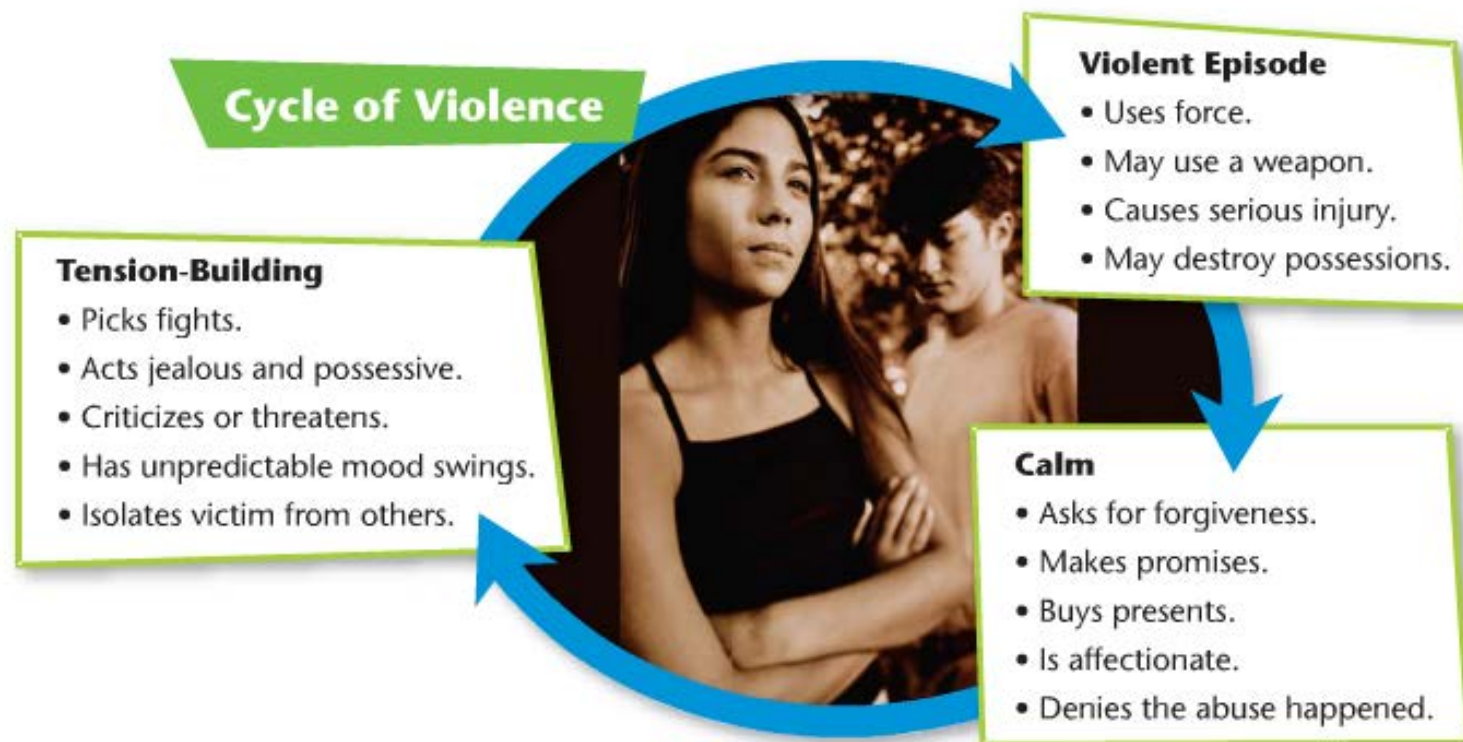 Cycle of Violence
Tension-Building
• Picks fights.
• Acts jealous and possessive.
• Criticizes or threatens.
• Has unpredictable mood swings.
• Isolates victim from others.
Violent Episode
• Uses force.
• May use a weapon.
• Causes serious injury.
• May destroy possessions.
Calm
• Asks for forgiveness.
• Makes promises.
• Buys presents.
• Is affectionate.
• Denies the abuse happened.